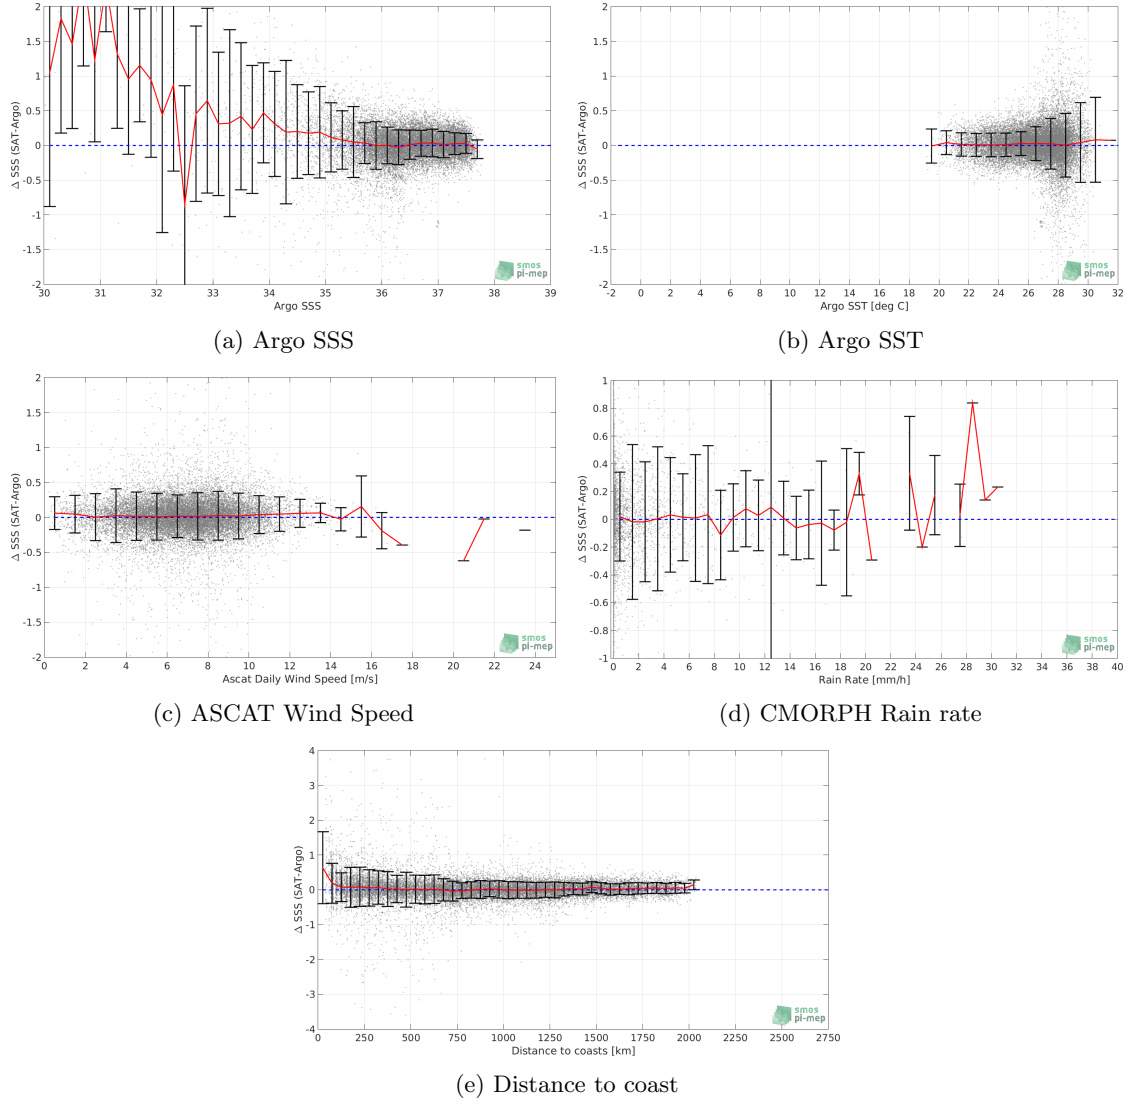 2
1.5
1
0.5
0
-0.5
-1
-1.5
-2
Δ SSS (SAT-Argo)
30 31 32 33 34 35 36 37 38 39
Argo SSS
smos
pi-mep
(a) Argo SSS
2
1.5
1
0.5
0
-0.5
-1
-1.5
-2
Δ SSS (SAT-Argo)
-2 0 2 4 6 8 10 12 14 16 18 20 22 24 26 28 30 32
Argo SST [deg C]
smos
pi-mep
(b) Argo SST
2
1.5
1
0.5
0
-0.5
-1
-1.5
-2
Δ SSS (SAT-Argo)
0 2 4 6 8 10 12 14 16 18 20 22 24
Ascat Daily Wind Speed [m/s]
smos
pi-mep
(c) ASCAT Wind Speed
1
0.8
0.6
0.4
0.2
0
-0.2
-0.4
-0.6
-0.8
-1
Δ SSS (SAT-Argo)
0 2 4 6 8 10 12 14 16 18 20 22 24 26 28 30 32 34 36 38 40
Rain Rate [mm/h]
smos
pi-mep
(d) CMORPH Rain rate
4
3
2
1
0
-1
-2
-3
-4
Δ SSS (SAT-Argo)
0 250 500 750 1000 1250 1500 1750 2000 2250 2500 2750
Distance to coasts [km]
smos
pi-mep
(e) Distance to coast